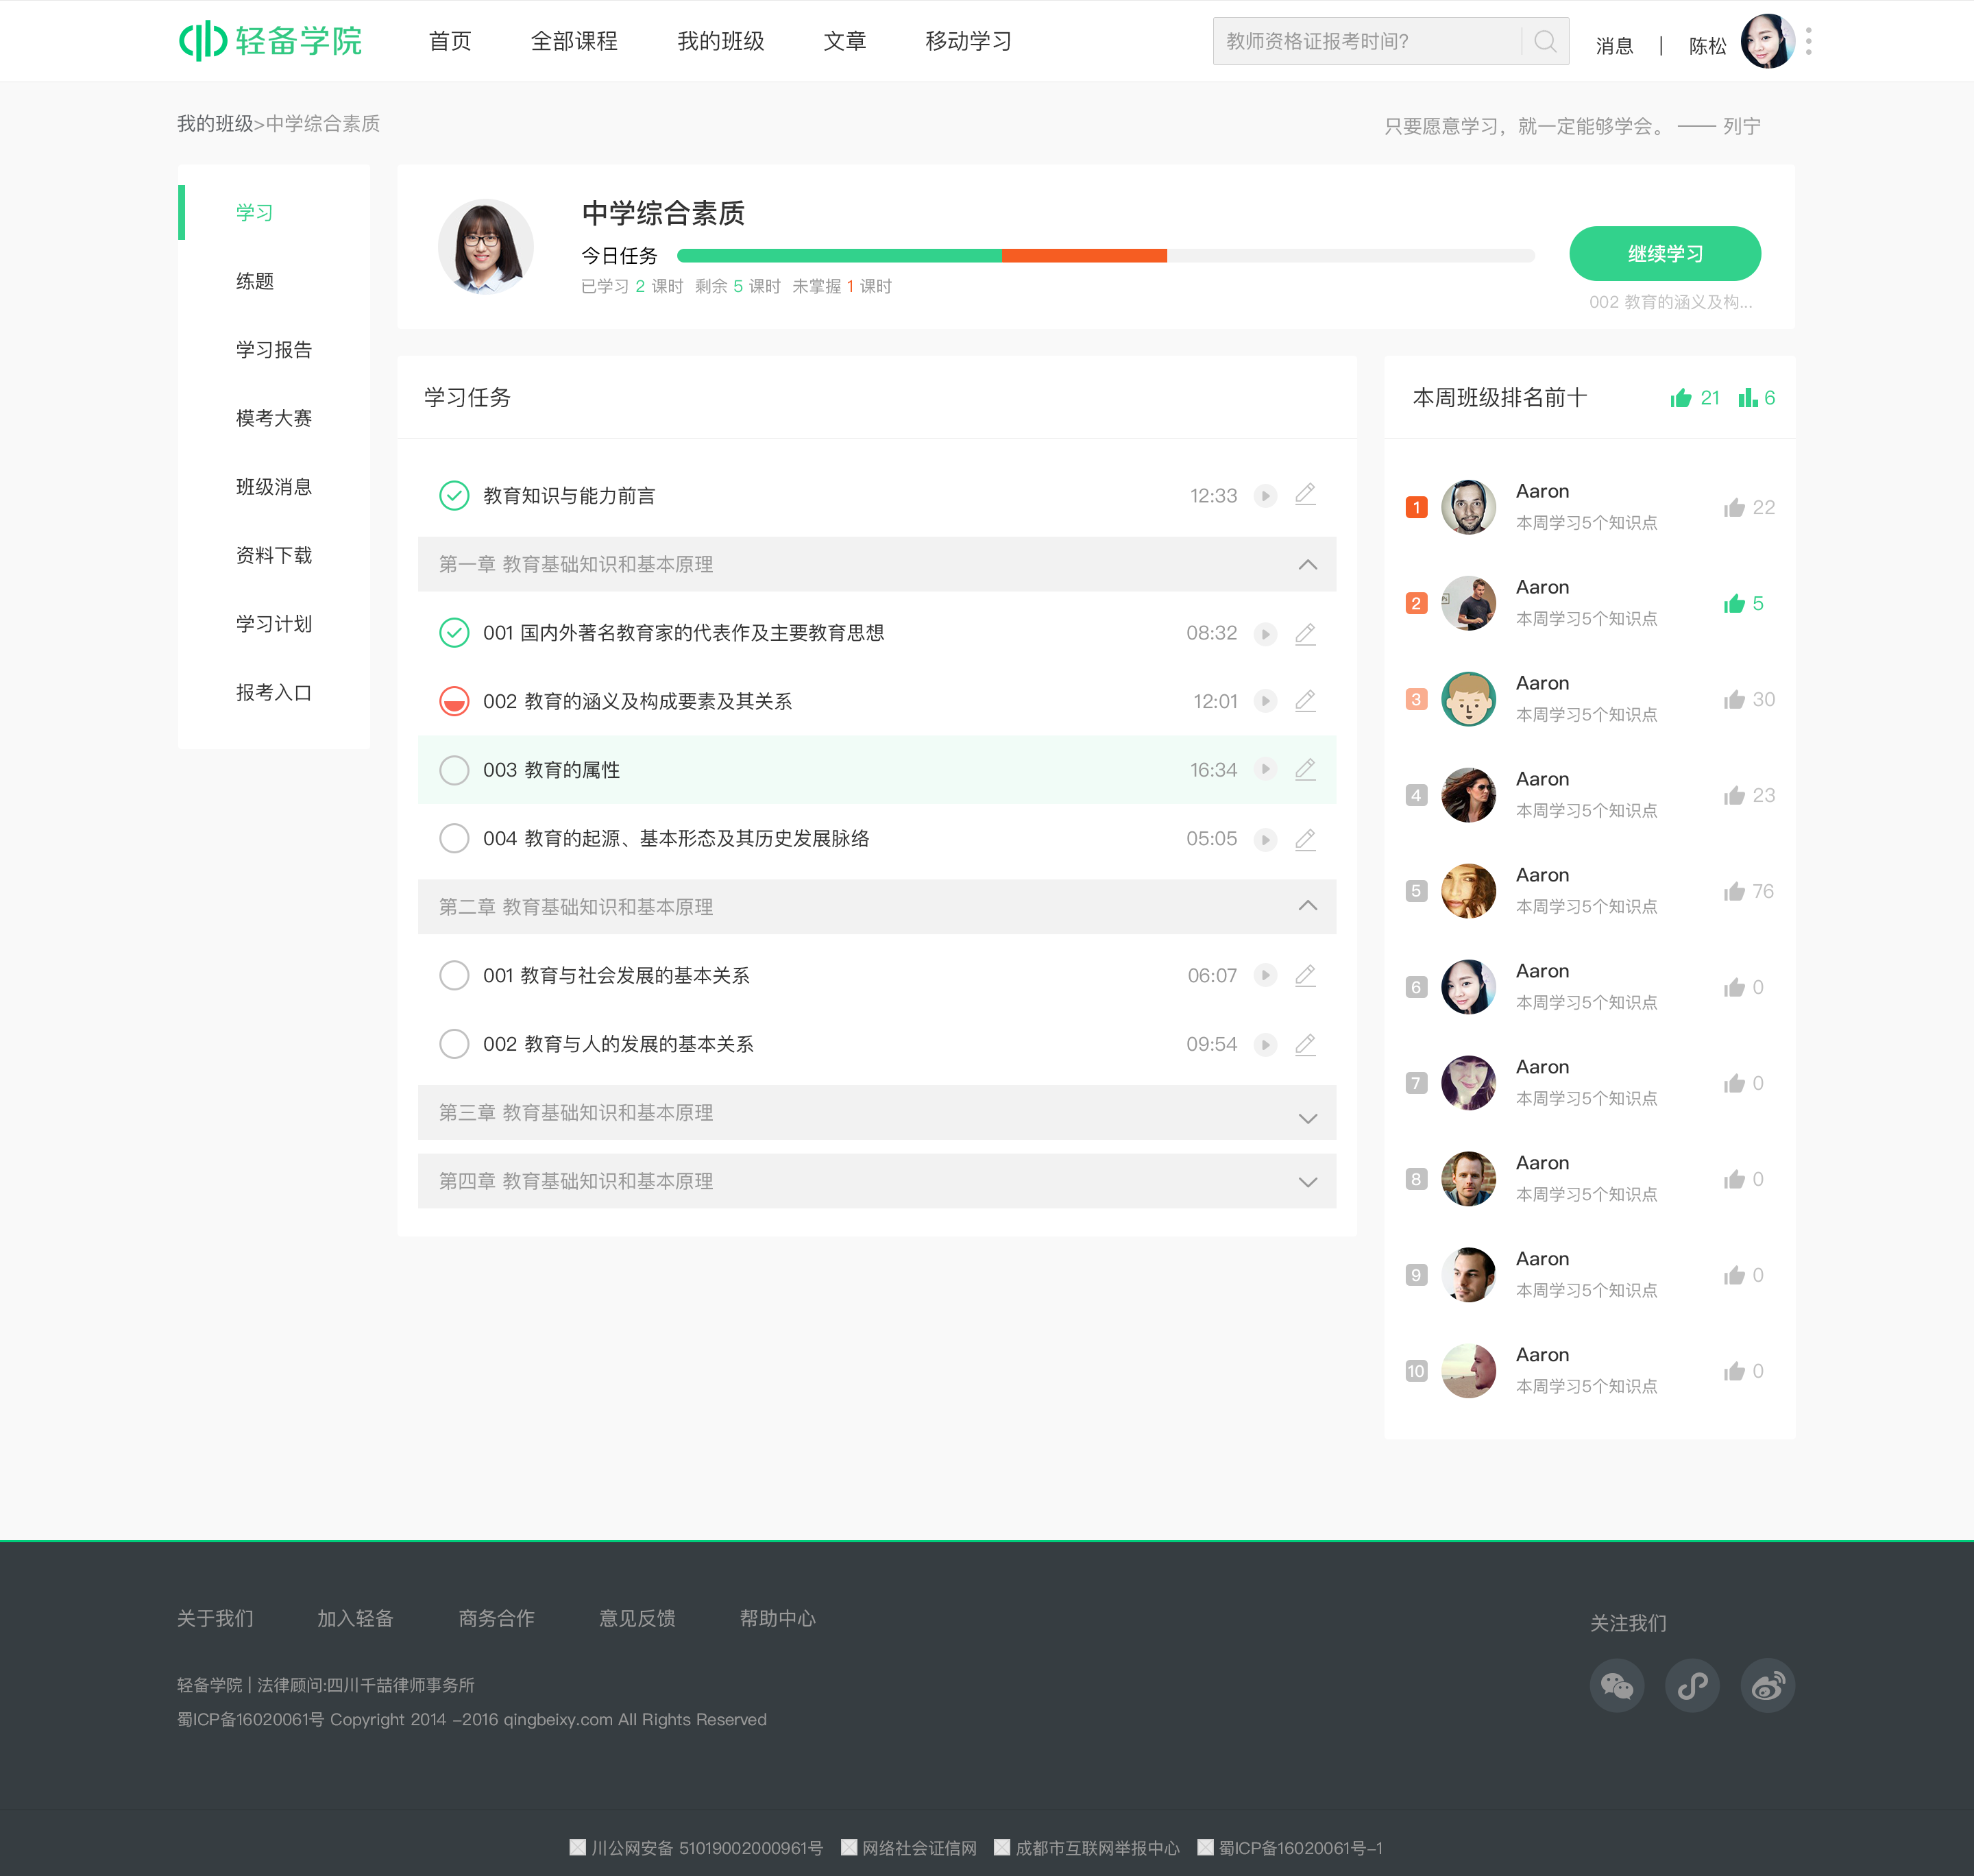 轻备学院 首页 全部课程 我的班级 文章 移动学习 教师资格证报考时间? 消息 | 陈松
我的班级>中学综合素质
只要愿意学习，就一定能够学会。 —— 列宁
学习
练题
学习报告
模考大赛
班级消息
资料下载
学习计划
报考入口
中学综合素质
今日任务
已学习 2 课时 剩余 5 课时 未掌握 1 课时
继续学习
002 教育的涵义及构...
学习任务
教育知识与能力前言 12:33
第一章 教育基础知识和基本原理
001 国内外著名教育家的代表作及主要教育思想 08:32
002 教育的涵义及构成要素及其关系 12:01
003 教育的属性 16:34
004 教育的起源、基本形态及其历史发展脉络 05:05
第二章 教育基础知识和基本原理
001 教育与社会发展的基本关系 06:07
002 教育与人的发展的基本关系 09:54
第三章 教育基础知识和基本原理
第四章 教育基础知识和基本原理
本周班级排名前十 21 6
1 Aaron 22
本周学习5个知识点
2 Aaron 5
本周学习5个知识点
3 Aaron 30
本周学习5个知识点
4 Aaron 23
本周学习5个知识点
5 Aaron 76
本周学习5个知识点
6 Aaron 0
本周学习5个知识点
7 Aaron 0
本周学习5个知识点
8 Aaron 0
本周学习5个知识点
9 Aaron 0
本周学习5个知识点
10 Aaron 0
本周学习5个知识点
关于我们 加入轻备 商务合作 意见反馈 帮助中心
关注我们
轻备学院 | 法律顾问:四川千喆律师事务所
蜀ICP备16020061号 Copyright 2014 -2016 qingbeixy.com All Rights Reserved
川公网安备 51019002000961号 网络社会证信网 成都市互联网举报中心 蜀ICP备16020061号-1